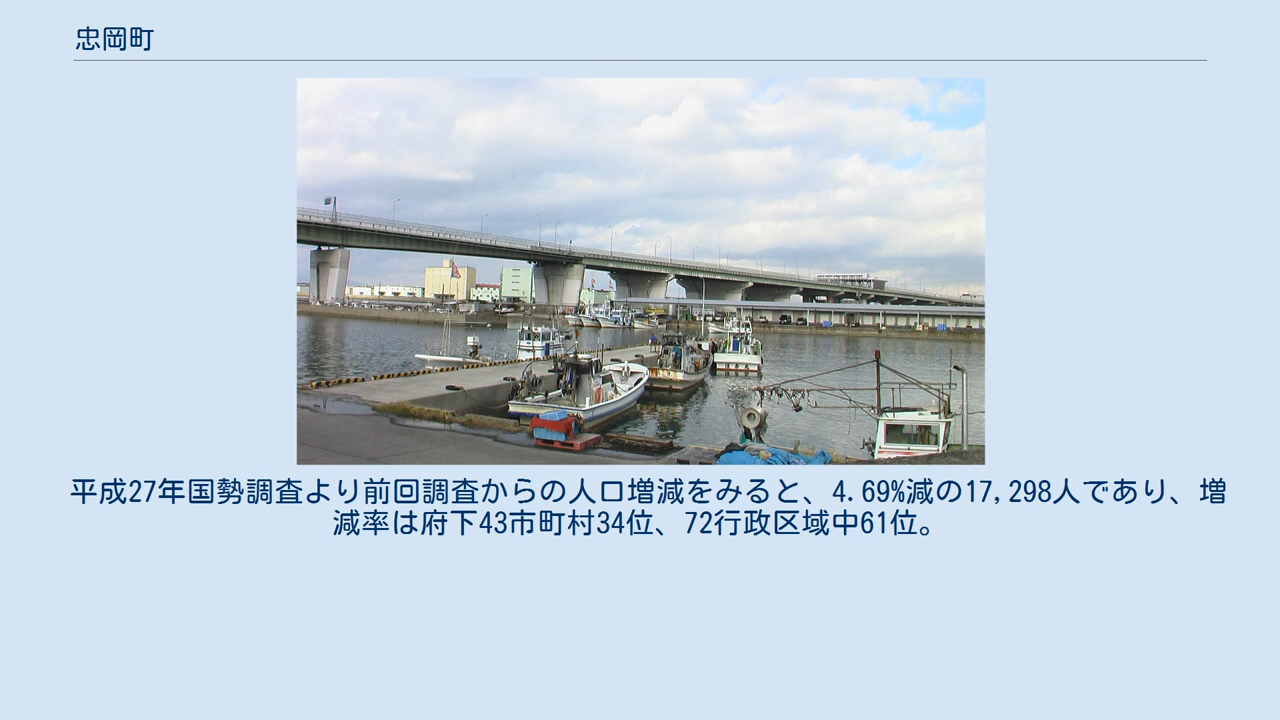 忠岡町
平成27年国勢調査より前回調査からの人口増減をみると、4.69%減の17,298人であり、増
減率は府下43市町村34位、72行政区域中61位。